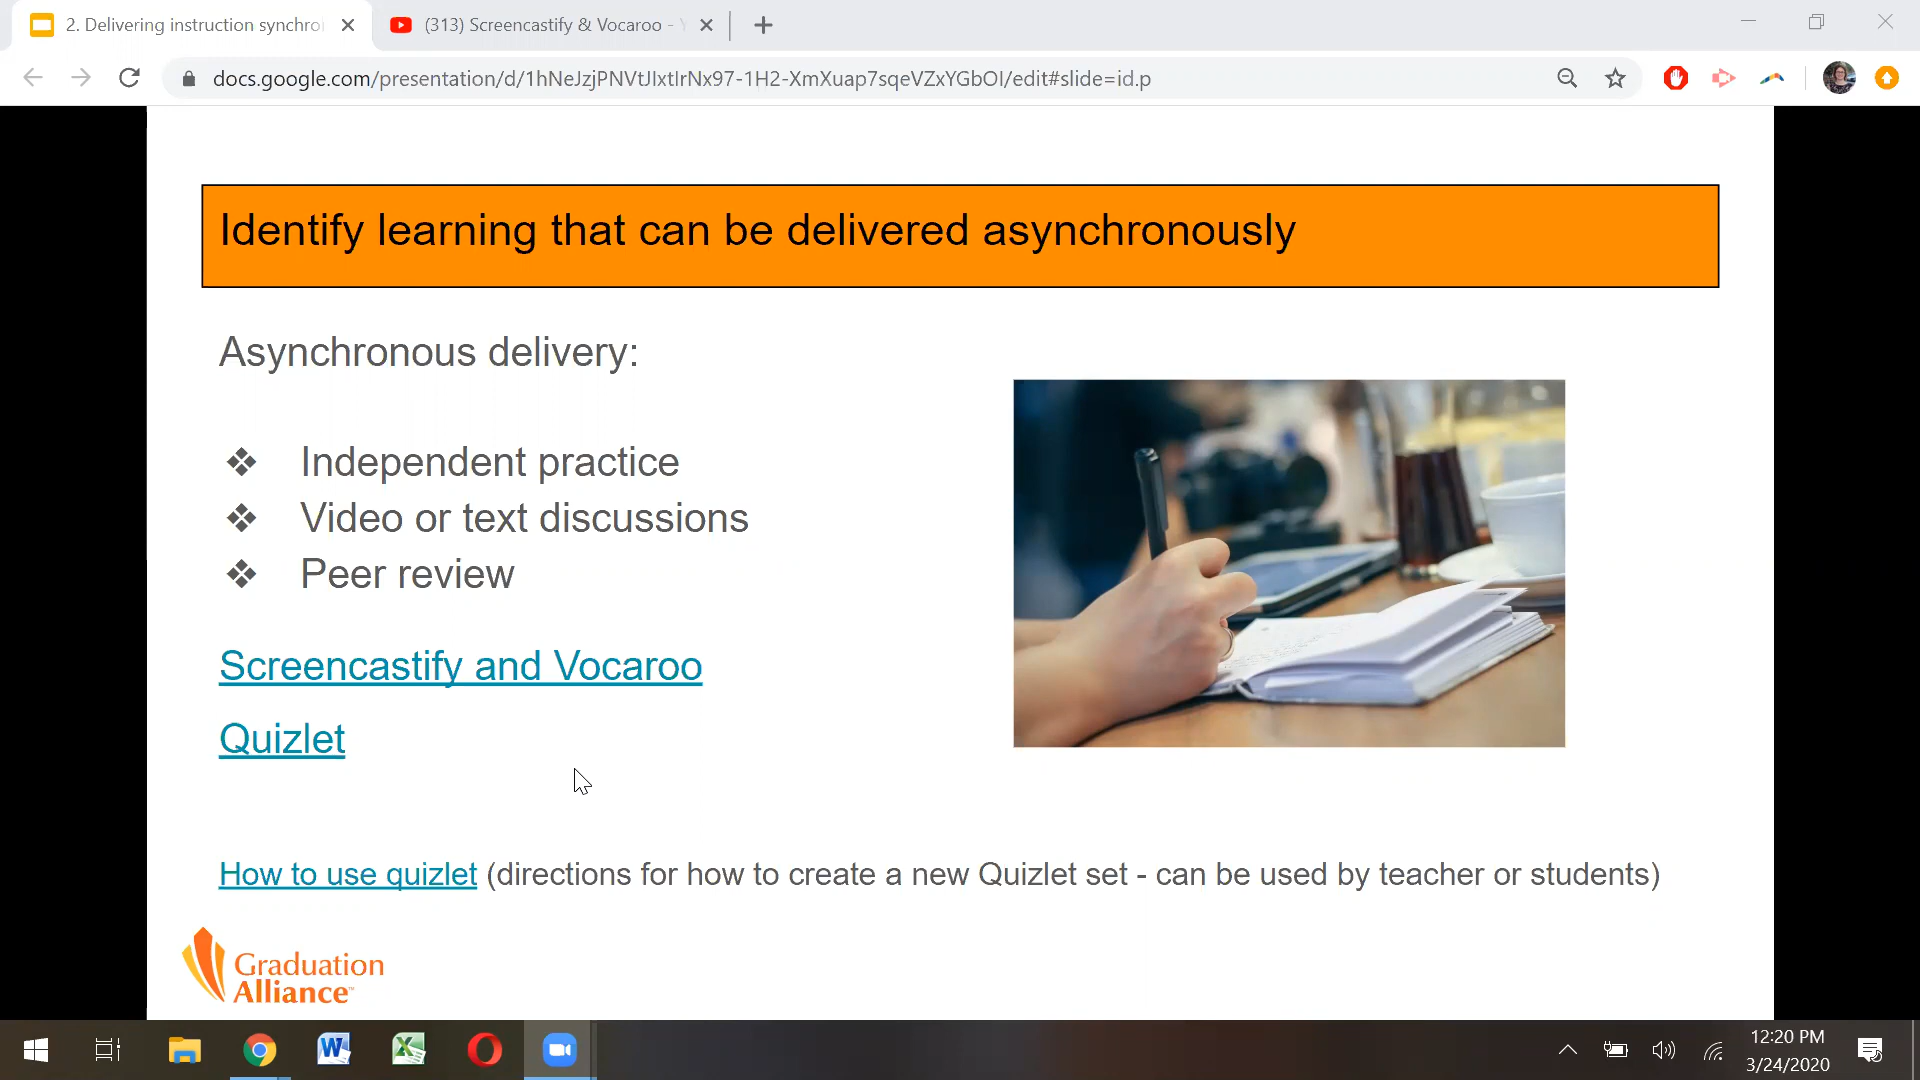 2. Delivering instruction synchro
(313) Screencastify & Vocaroo -
docs.google.com/presentation/d/1hNeJzjPNVtJIxtIrNx97-1H2-XmXuap7sqeVZxYGbOI/edit#slide=id.p
Identify learning that can be delivered asynchronously
Asynchronous delivery:
❖ Independent practice
❖ Video or text discussions
❖ Peer review
Screencastify and Vocaroo
Quizlet
How to use quizlet (directions for how to create a new Quizlet set - can be used by teacher or students)
Graduation
Alliance™
12:20 PM
3/24/2020